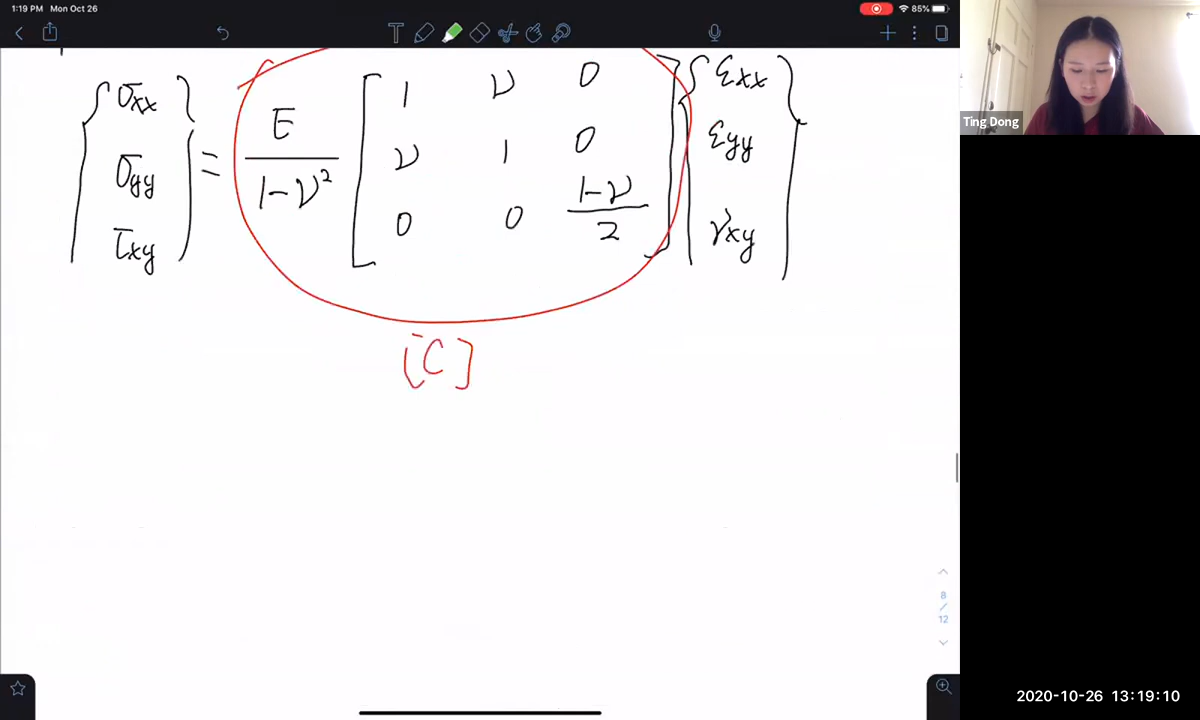 1:19 PM Mon Oct 26
85%
{σxx σyy τxy} = E/(1-ν²) [1 ν 0
ν 1 0
0 0 (1-ν)/2] {εxx εyy γxy}
[C]
Ting Dong
8
/
12
2020-10-26 13:19:10